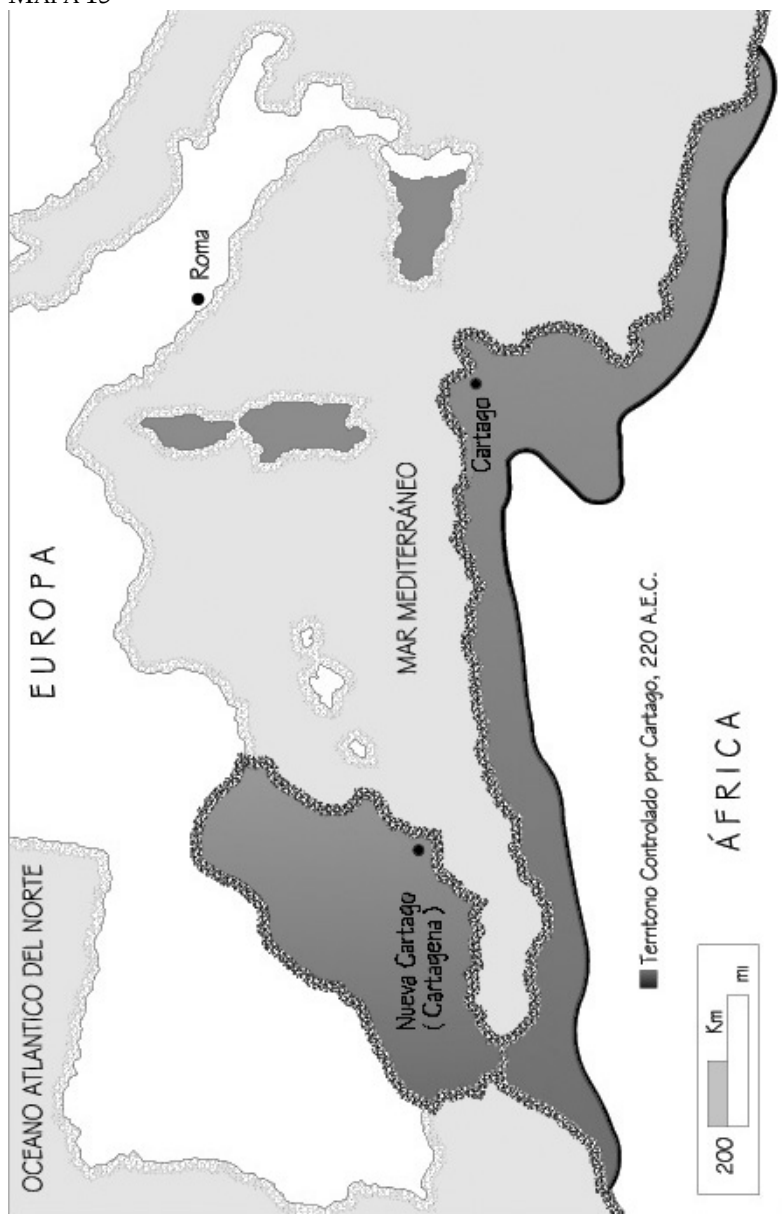 MAPA 13
OCEANO ATLANTICO DEL NORTE
EUROPA
Roma
MAR MEDITERRÁNEO
Cartago
Nueva Cartago
( Cartagena )
ÁFRICA
Territorio Controlado por Cartago, 220 A.E.C.
200 Km
mi